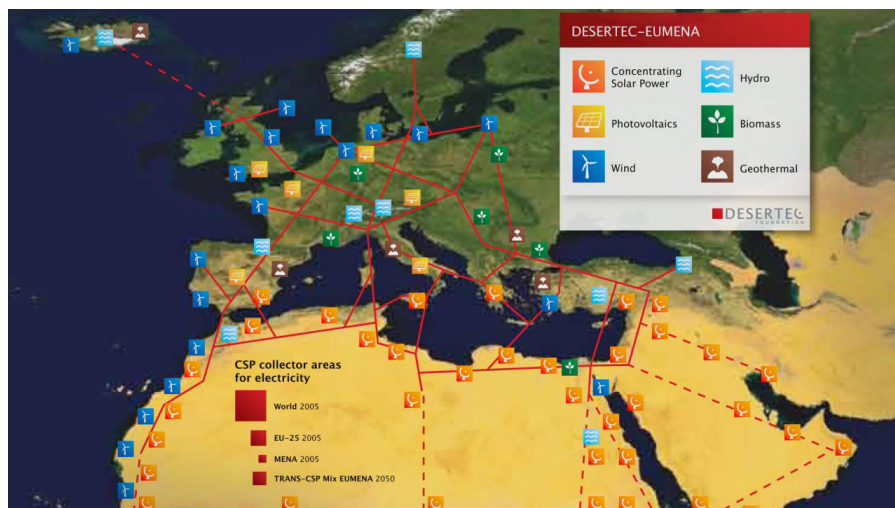 DESERTEC-EUMENA
Concentrating
Solar Power
Hydro
Photovoltaics
Biomass
Wind
Geothermal
DESERTEC
FOUNDATION
CSP collector areas
for electricity
World 2005
EU-25 2005
MENA 2005
TRANS-CSP Mix EUMENA 2050